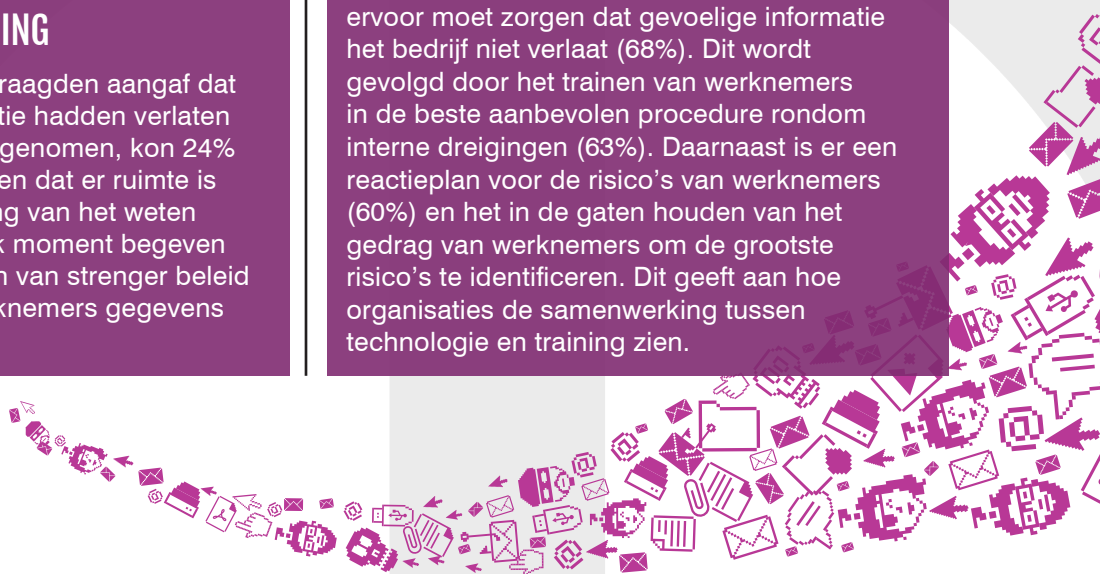 ING
raagden aangaf dat
tie hadden verlaten
genomen, kon 24%
en dat er ruimte is
ng van het weten
k moment begeven
n van strenger beleid
knemers gegevens
ervoor moet zorgen dat gevoelige informatie
het bedrijf niet verlaat (68%). Dit wordt
gevolgd door het trainen van werknemers
in de beste aanbevolen procedure rondom
interne dreigingen (63%). Daarnaast is er een
reactieplan voor de risico’s van werknemers
(60%) en het in de gaten houden van het
gedrag van werknemers om de grootste
risico’s te identificeren. Dit geeft aan hoe
organisaties de samenwerking tussen
technologie en training zien.